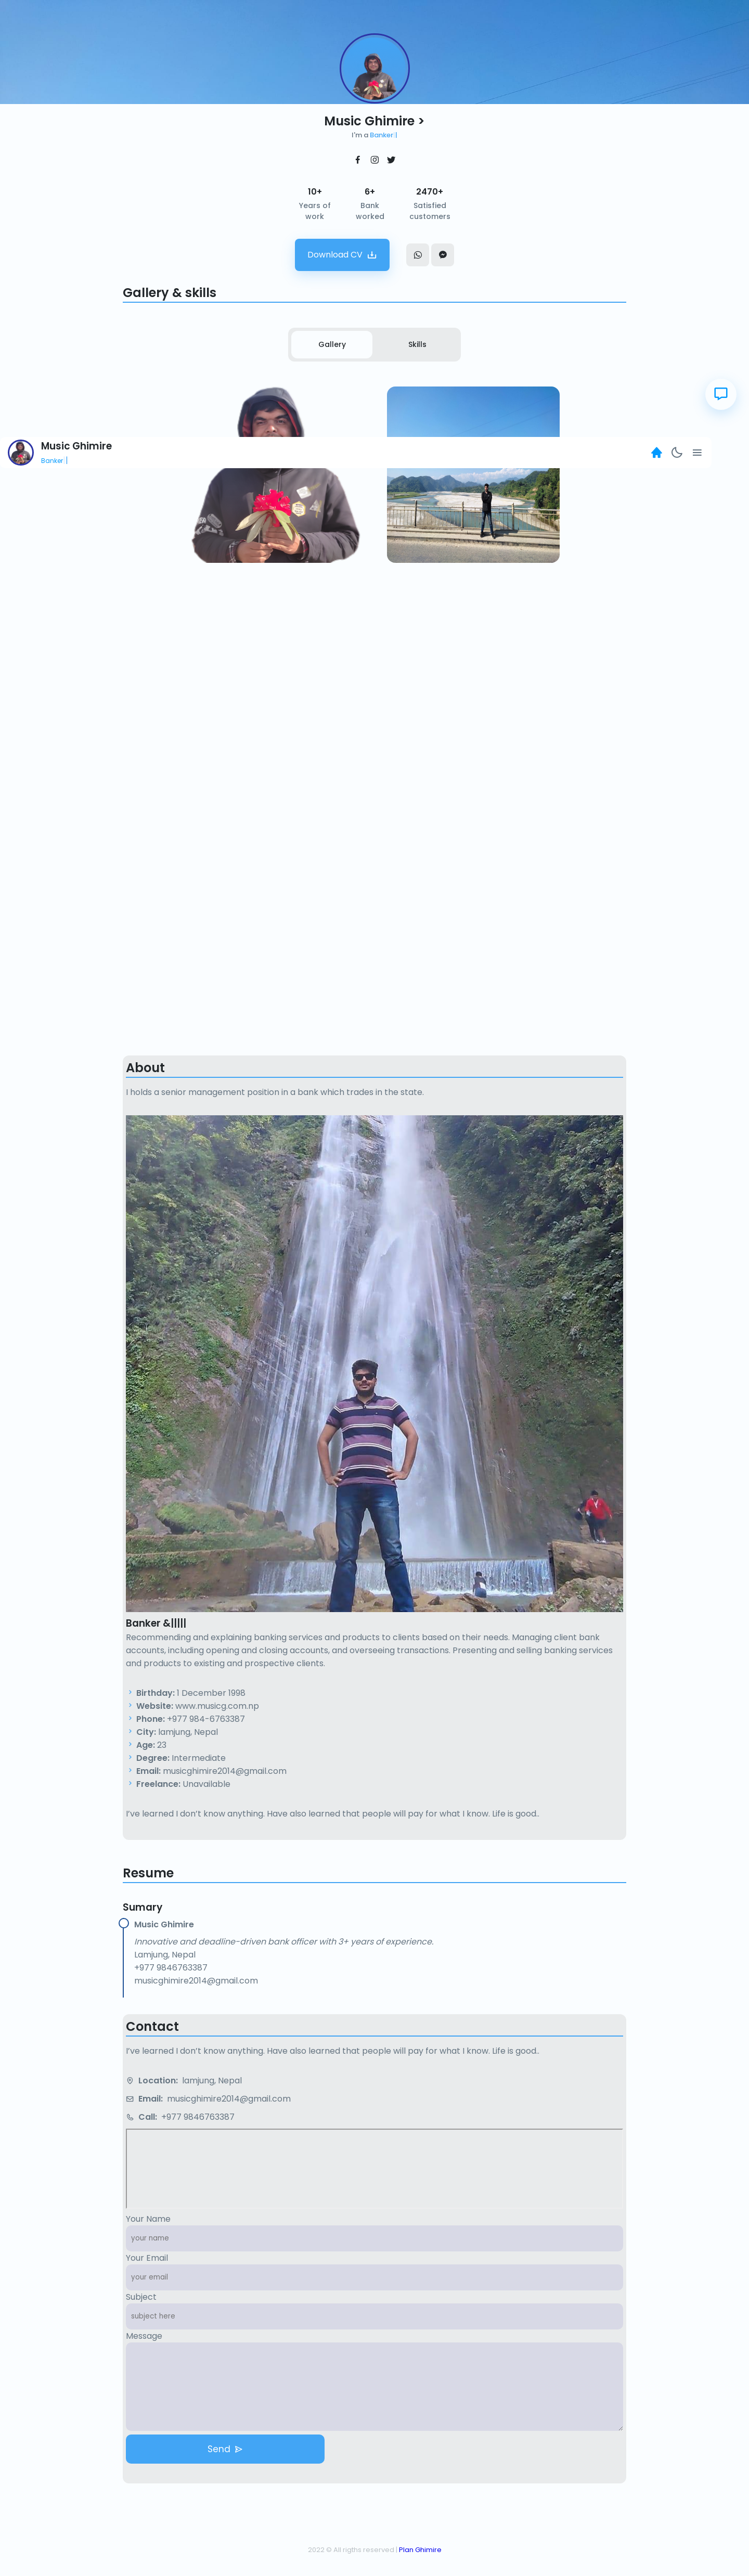 Music Ghimire >
I'm a Banker:|
10+
Years of
work
6+
Bank
worked
2470+
Satisfied
customers
Download CV
Gallery & skills
Gallery
Skills
Music Ghimire
Banker:|
About
I holds a senior management position in a bank which trades in the state.
Banker &|||||
Recommending and explaining banking services and products to clients based on their needs. Managing client bank
accounts, including opening and closing accounts, and overseeing transactions. Presenting and selling banking services
and products to existing and prospective clients.
Birthday: 1 December 1998
Website: www.musicg.com.np
Phone: +977 984-6763387
City: lamjung, Nepal
Age: 23
Degree: Intermediate
Email: musicghimire2014@gmail.com
Freelance: Unavailable
I've learned I don't know anything. Have also learned that people will pay for what I know. Life is good..
Resume
Sumary
Music Ghimire
Innovative and deadline-driven bank officer with 3+ years of experience.
Lamjung, Nepal
+977 9846763387
musicghimire2014@gmail.com
Contact
I've learned I don't know anything. Have also learned that people will pay for what I know. Life is good..
Location: lamjung, Nepal
Email: musicghimire2014@gmail.com
Call: +977 9846763387
Your Name
your name
Your Email
your email
Subject
subject here
Message
Send
2022 © All rigths reserved | Plan Ghimire